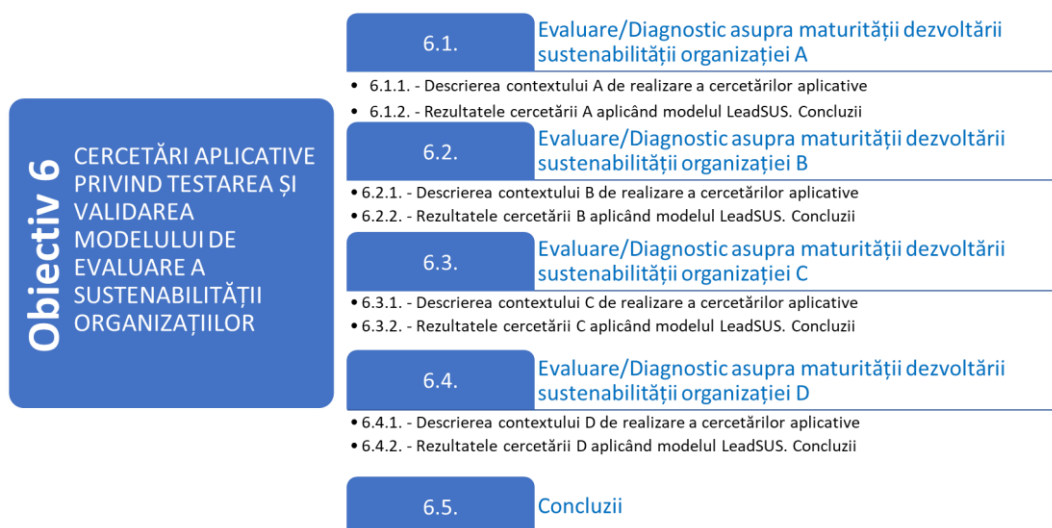 Obiectiv 6
CERCETĂRI APLICATIVE
PRIVIND TESTAREA ȘI
VALIDAREA
MODELULUI DE
EVALUARE A
SUSTENABILITĂȚII
ORGANIZAȚIILOR
6.1.
Evaluare/Diagnostic asupra maturității dezvoltării
sustenabilității organizației A
• 6.1.1. - Descrierea contextului A de realizare a cercetărilor aplicative
• 6.1.2. - Rezultatele cercetării A aplicând modelul LeadSUS. Concluzii
6.2.
Evaluare/Diagnostic asupra maturității dezvoltării
sustenabilității organizației B
• 6.2.1. - Descrierea contextului B de realizare a cercetărilor aplicative
• 6.2.2. - Rezultatele cercetării B aplicând modelul LeadSUS. Concluzii
6.3.
Evaluare/Diagnostic asupra maturității dezvoltării
sustenabilității organizației C
• 6.3.1. - Descrierea contextului C de realizare a cercetărilor aplicative
• 6.3.2. - Rezultatele cercetării C aplicând modelul LeadSUS. Concluzii
6.4.
Evaluare/Diagnostic asupra maturității dezvoltării
sustenabilității organizației D
• 6.4.1. - Descrierea contextului D de realizare a cercetărilor aplicative
• 6.4.2. - Rezultatele cercetării D aplicând modelul LeadSUS. Concluzii
6.5.
Concluzii